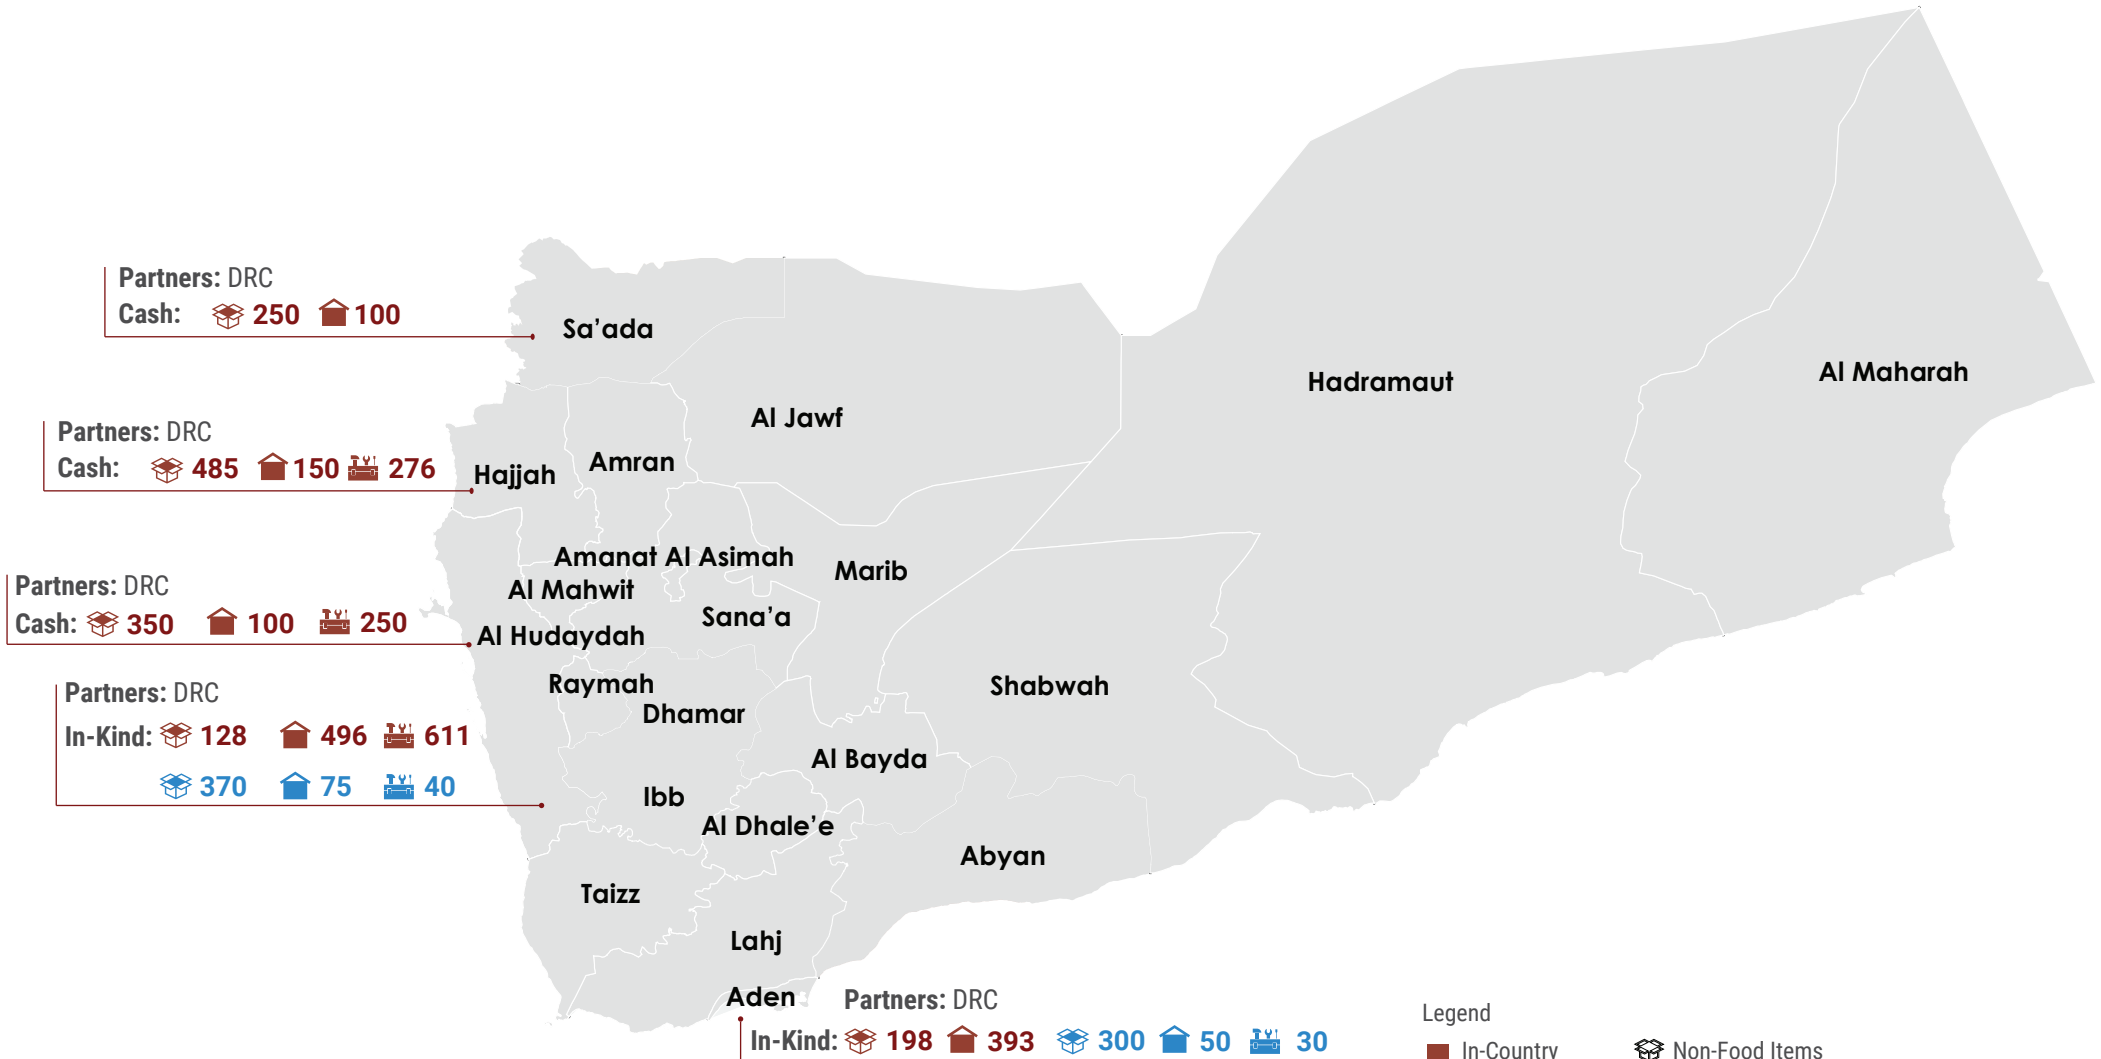 Partners: DRC
Cash: 250 100
Sa’ada
Partners: DRC
Cash: 485 150 276
Hajjah
Amran
Al Jawf
Hadramaut
Al Maharah
Amanat Al Asimah
Al Mahwit
Marib
Partners: DRC
Cash: 350 100 250
Sana’a
Al Hudaydah
Raymah
Dhamar
Shabwah
Partners: DRC
In-Kind: 128 496 611
370 75 40
Al Bayda
Ibb
Al Dhale’e
Abyan
Taizz
Lahj
Aden
Partners: DRC
In-Kind: 198 393 300 50 30
Legend
In-Country
Non-Food Items